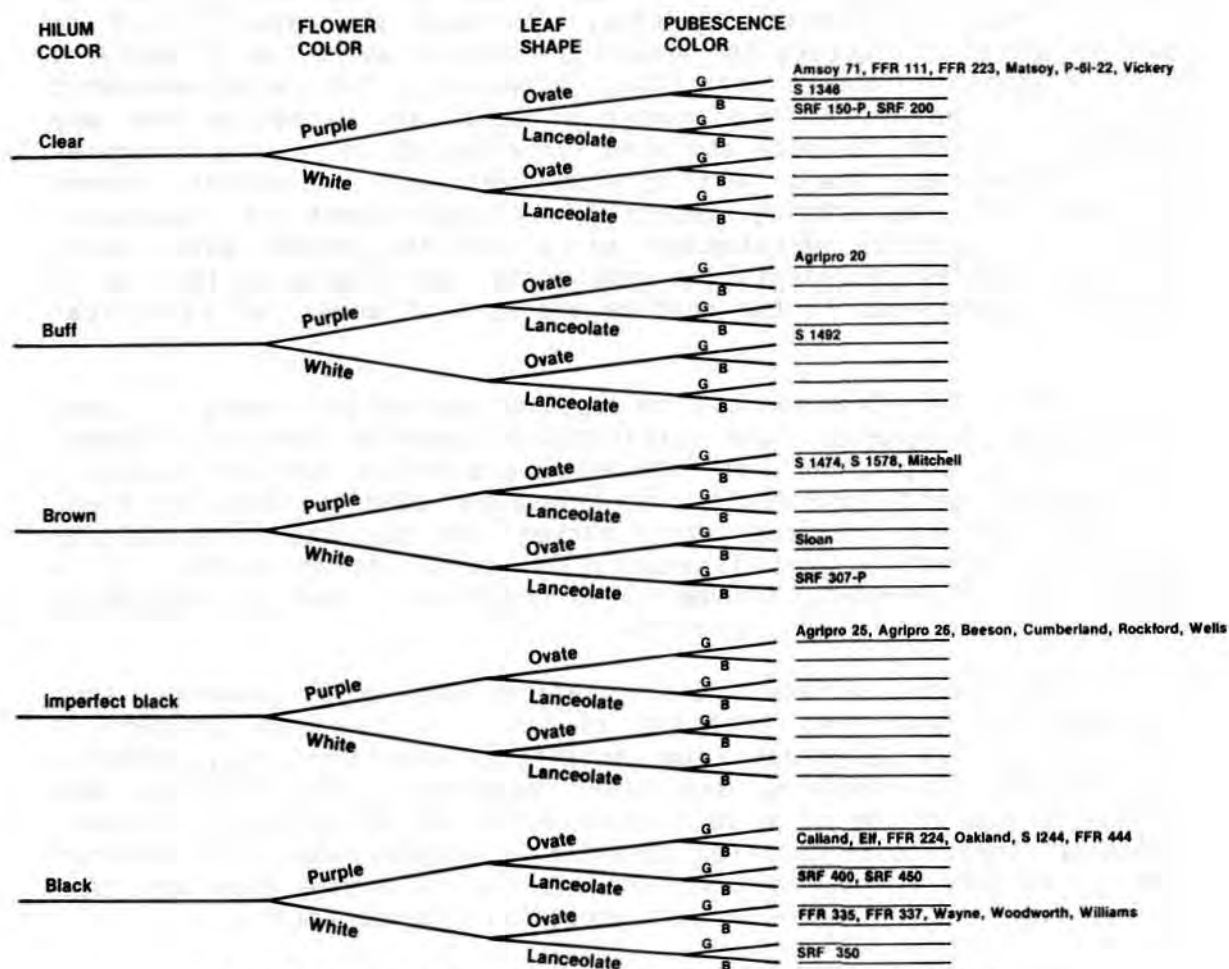 HILUM COLOR FLOWER COLOR LEAF SHAPE PUBESCENCE COLOR
Clear
Purple
White
Ovate
Lanceolate
Ovate
Lanceolate
G Amsoy 71, FFR 111, FFR 223, Matsoy, P-61-22, Vickery
B S 1346
G SRF 150-P, SRF 200
B
G
B
G
B
Buff
Purple
White
Ovate
Lanceolate
Ovate
Lanceolate
G Agripro 20
B
G
B
G S 1492
B
G
B
Brown
Purple
White
Ovate
Lanceolate
Ovate
Lanceolate
G S 1474, S 1578, Mitchell
B
G
B
G
B Sloan
G SRF 307-P
B
Imperfect black
Purple
White
Ovate
Lanceolate
Ovate
Lanceolate
G Agripro 25, Agripro 26, Beeson, Cumberland, Rockford, Wells
B
G
B
G
B
G
B
Black
Purple
White
Ovate
Lanceolate
Ovate
Lanceolate
G
B Calland, Elf, FFR 224, Oakland, S 1244, FFR 444
G
B SRF 400, SRF 450
G
B FFR 335, FFR 337, Wayne, Woodworth, Williams
G
B SRF 350